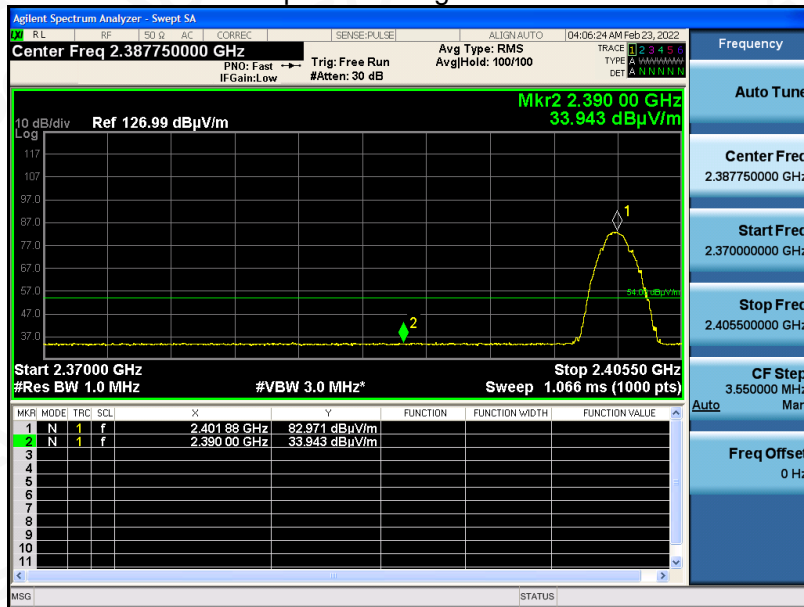 Agilent Spectrum Analyzer - Swept SA
LXI RL RF 50 Ω AC CORREC SENSE:PULSE ALIGN AUTO 04:06:24 AM Feb 23, 2022
Center Freq 2.387750000 GHz Avg Type: RMS TRACE 1 2 3 4 5 6
PNO: Fast Trig: Free Run Avg|Hold: 100/100 TYPE A WWWWW
IFGain:Low #Atten: 30 dB DET A N N N N N
Mkr2 2.390 00 GHz
10 dB/div Ref 126.99 dBµV/m 33.943 dBµV/m
Log
117
107
97.0
87.0
77.0
67.0
57.0
47.0
37.0
1
2
Start 2.37000 GHz Stop 2.40550 GHz
#Res BW 1.0 MHz #VBW 3.0 MHz* Sweep 1.066 ms (1000 pts)
MKR MODE TRC SCL X Y FUNCTION FUNCTION WIDTH FUNCTION VALUE
1 N 1 f 2.401 88 GHz 82.971 dBµV/m
2 N 1 f 2.390 00 GHz 33.943 dBµV/m
3
4
5
6
7
8
9
10
11
MSG STATUS
Frequency
Auto Tune
Center Freq
2.387750000 GHz
Start Freq
2.370000000 GHz
Stop Freq
2.405500000 GHz
CF Step
3.550000 MHz
Auto Man
Freq Offset
0 Hz